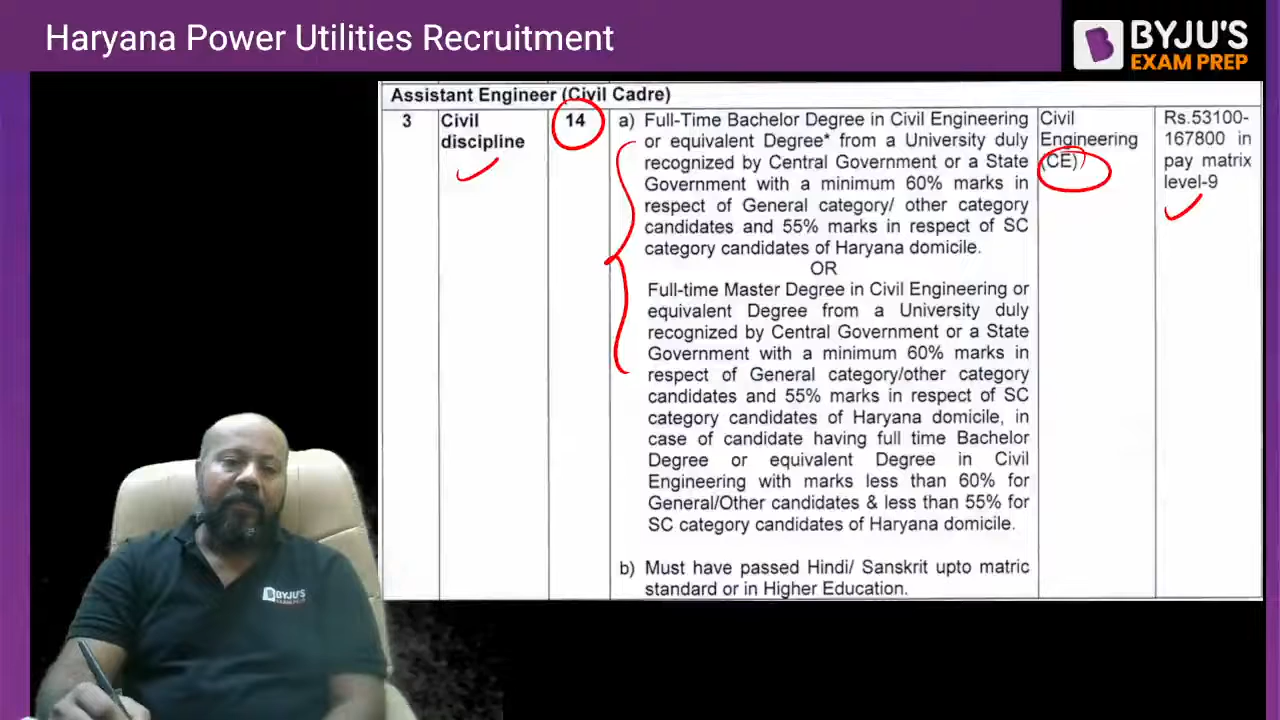 Haryana Power Utilities Recruitment
BYJU'S
EXAM PREP
Assistant Engineer (Civil Cadre)
3
Civil
discipline
14
a) Full-Time Bachelor Degree in Civil Engineering
or equivalent Degree* from a University duly
recognized by Central Government or a State
Government with a minimum 60% marks in
respect of General category/ other category
candidates and 55% marks in respect of SC
category candidates of Haryana domicile.
OR
Full-time Master Degree in Civil Engineering or
equivalent Degree from a University duly
recognized by Central Government or a State
Government with a minimum 60% marks in
respect of General category/other category
candidates and 55% marks in respect of SC
category candidates of Haryana domicile, in
case of candidate having full time Bachelor
Degree or equivalent Degree in Civil
Engineering with marks less than 60% for
General/Other candidates & less than 55% for
SC category candidates of Haryana domicile.
b) Must have passed Hindi/ Sanskrit upto matric
standard or in Higher Education.
Civil
Engineering
(CE)
Rs.53100-
167800 in
pay matrix
level-9
BYJU'S
EXAM PREP